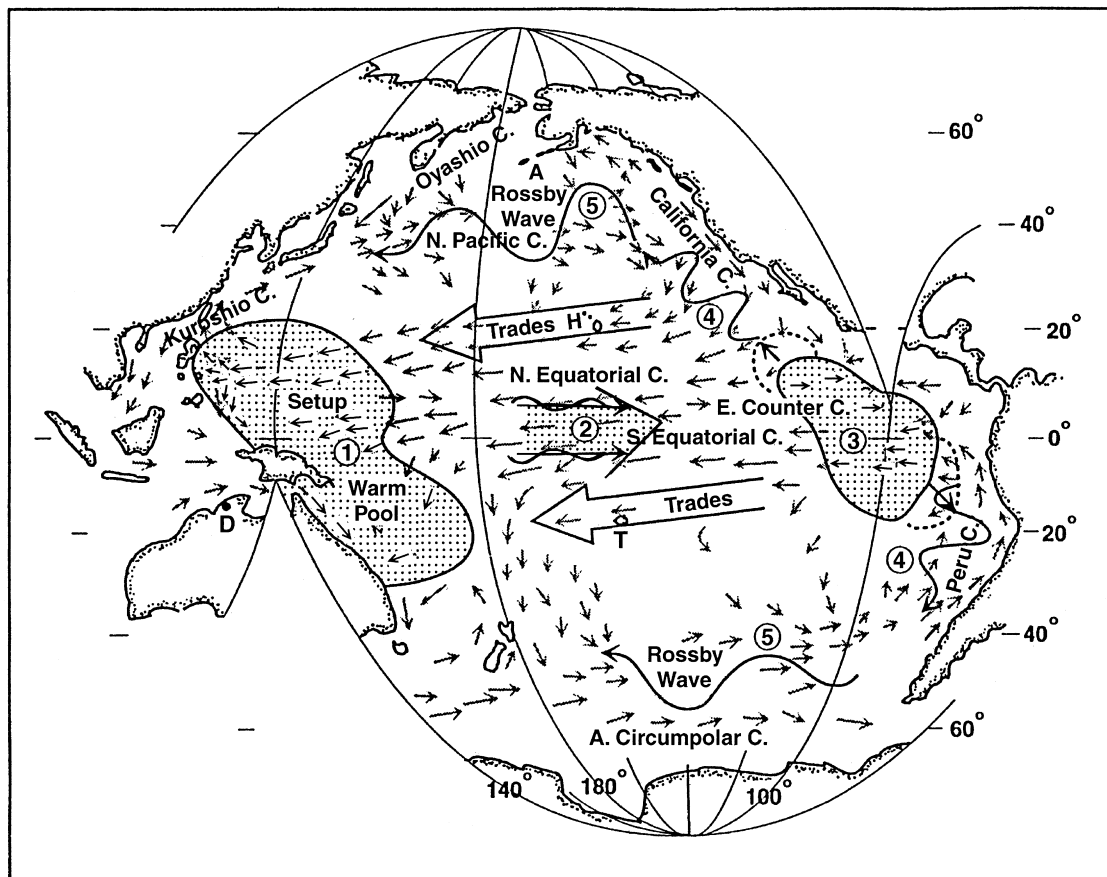 60°
Oyashio C.
A
Rossby
Wave
5
California C.
40°
N. Pacific C.
Kuroshio C.
4
Trades H
20°
N. Equatorial C.
Setup
E. Counter C.
2
S. Equatorial C.
3
0°
1
Warm
Pool
Trades
D
T
20°
4
Peru C.
5
40°
Rossby
Wave
60°
A. Circumpolar C.
140°
180°
100°